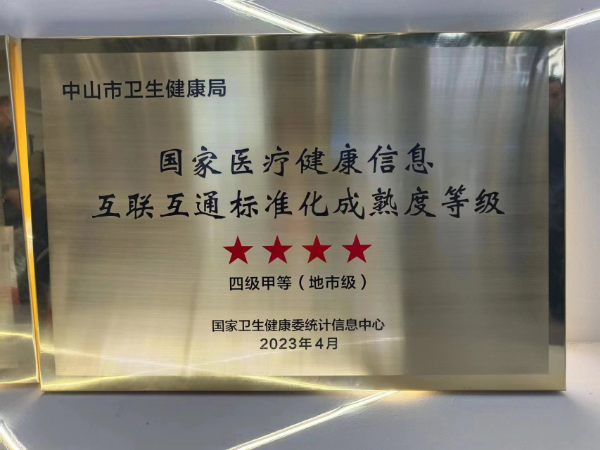 中山市卫生健康局
国家医疗健康信息
互联互通标准化成熟度等级
四级甲等（地市级）
国家卫生健康委统计信息中心
2023年4月